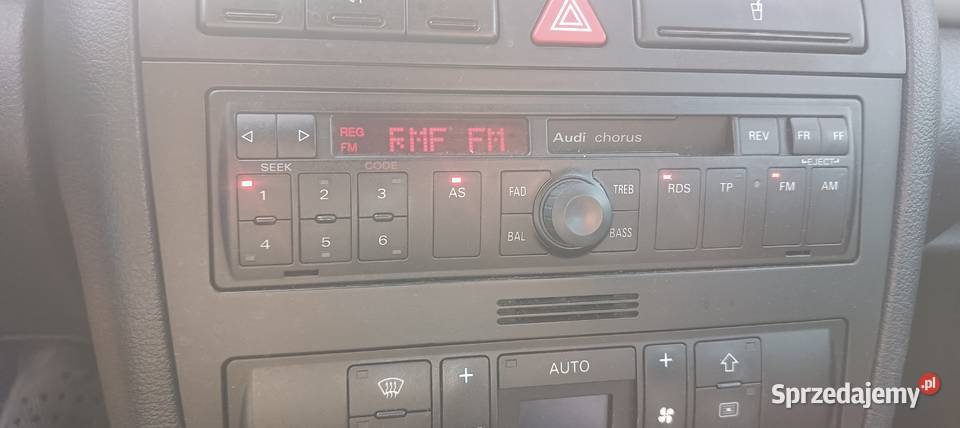 REG
FM
RMF FM
Audi chorus
REV
FR
FF
EJECT
SEEK
CODE
1
2
3
AS
FAD
TREB
RDS
TP
FM
AM
4
5
6
BAL
BASS
AUTO
+
+
Sprzedajemy.pl